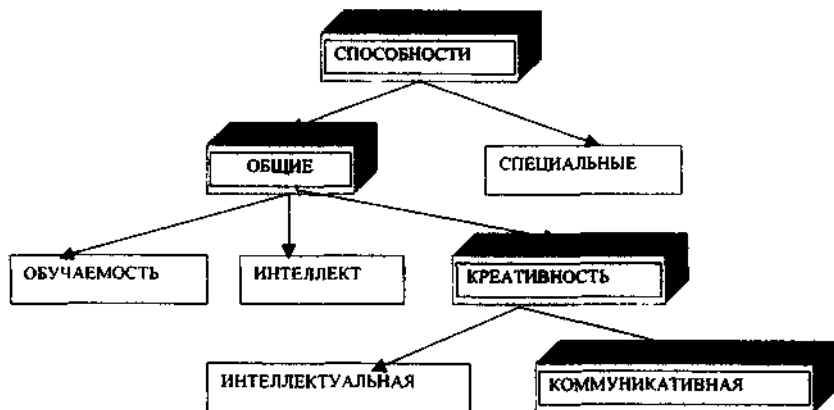 СПОСОБНОСТИ
ОБЩИЕ
СПЕЦИАЛЬНЫЕ
ОБУЧАЕМОСТЬ
ИНТЕЛЛЕКТ
КРЕАТИВНОСТЬ
ИНТЕЛЛЕКТУАЛЬНАЯ
КОММУНИКАТИВНАЯ